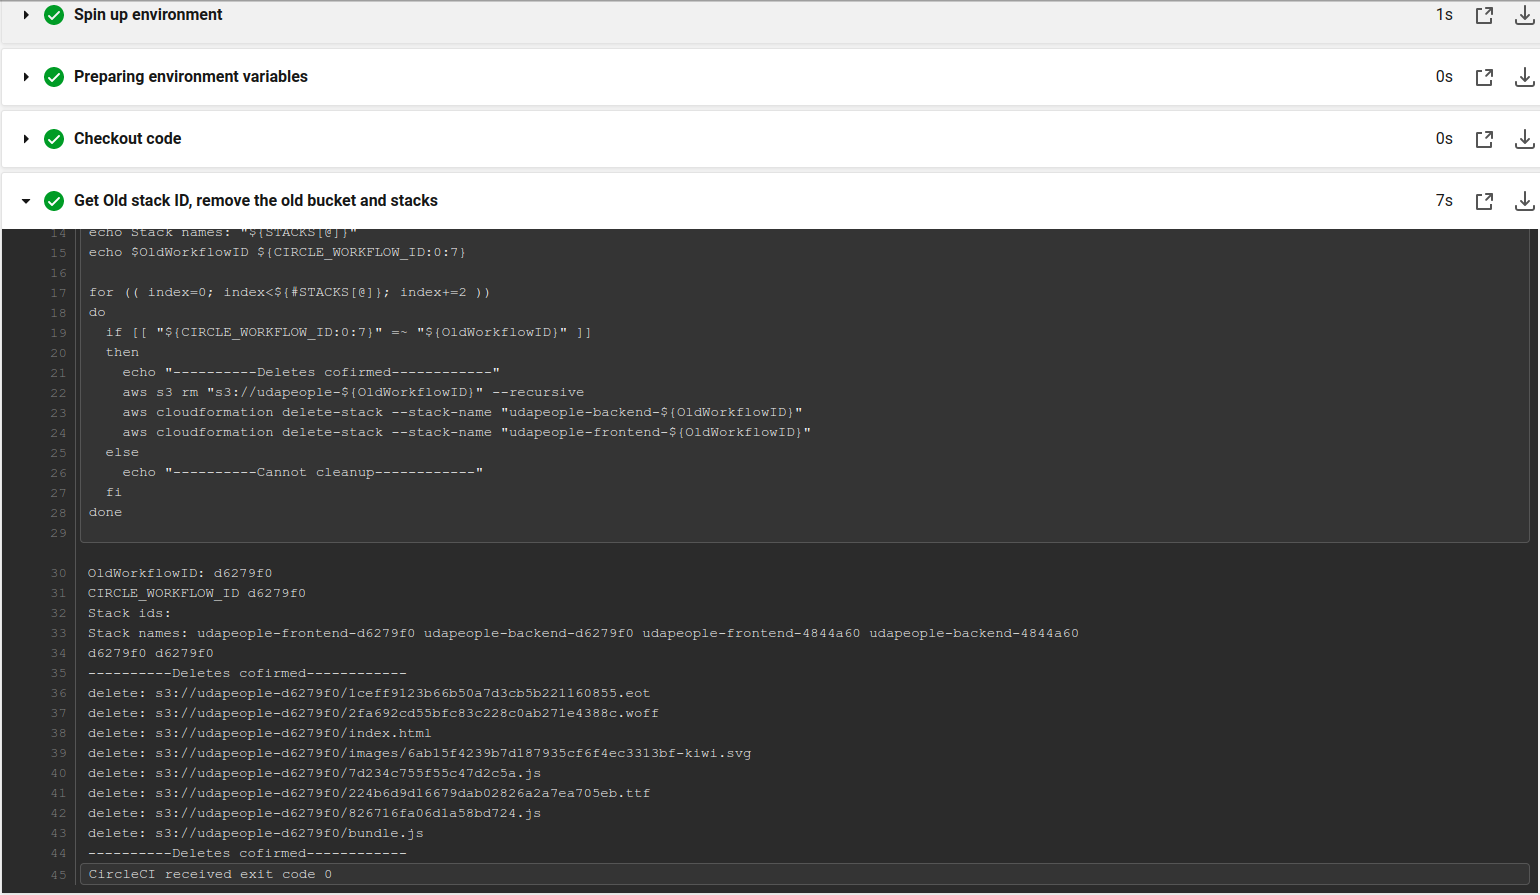 Spin up environment 1s
Preparing environment variables 0s
Checkout code 0s
Get Old stack ID, remove the old bucket and stacks 7s
14 echo Stack names: "${STACKS[@]}"
15 echo $OldWorkflowID ${CIRCLE_WORKFLOW_ID:0:7}
16
17 for (( index=0; index<${#STACKS[@]}; index+=2 ))
18 do
19   if [[ "${CIRCLE_WORKFLOW_ID:0:7}" =~ "${OldWorkflowID}" ]]
20   then
21     echo "----------Deletes cofirmed------------"
22     aws s3 rm "s3://udapeople-${OldWorkflowID}" --recursive
23     aws cloudformation delete-stack --stack-name "udapeople-backend-${OldWorkflowID}"
24     aws cloudformation delete-stack --stack-name "udapeople-frontend-${OldWorkflowID}"
25   else
26     echo "----------Cannot cleanup------------"
27   fi
28 done
29
30 OldWorkflowID: d6279f0
31 CIRCLE_WORKFLOW_ID d6279f0
32 Stack ids:
33 Stack names: udapeople-frontend-d6279f0 udapeople-backend-d6279f0 udapeople-frontend-4844a60 udapeople-backend-4844a60
34 d6279f0 d6279f0
35 ----------Deletes cofirmed------------
36 delete: s3://udapeople-d6279f0/1ceff9123b66b50a7d3cb5b221160855.eot
37 delete: s3://udapeople-d6279f0/2fa692cd55bfc83c228c0ab271e4388c.woff
38 delete: s3://udapeople-d6279f0/index.html
39 delete: s3://udapeople-d6279f0/images/6ab15f4239b7d187935cf6f4ec3313bf-kiwi.svg
40 delete: s3://udapeople-d6279f0/7d234c755f55c47d2c5a.js
41 delete: s3://udapeople-d6279f0/224b6d9d16679dab02826a2a7ea705eb.ttf
42 delete: s3://udapeople-d6279f0/826716fa06d1a58bd724.js
43 delete: s3://udapeople-d6279f0/bundle.js
44 ----------Deletes cofirmed------------
45 CircleCI received exit code 0